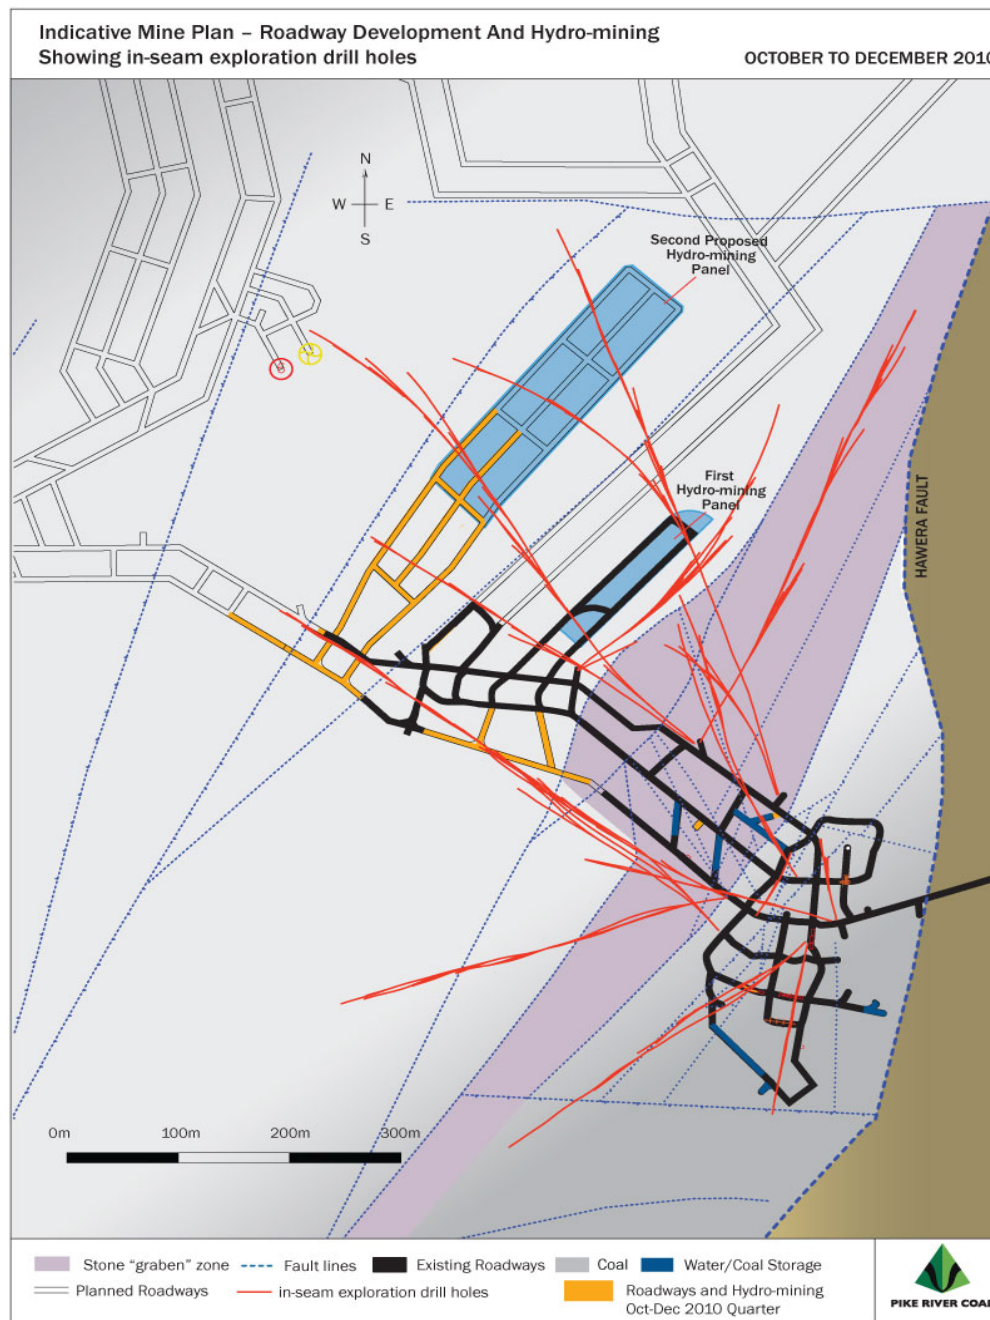 Indicative Mine Plan – Roadway Development And Hydro-mining
Showing in-seam exploration drill holes
OCTOBER TO DECEMBER 2010
N
W
E
S
Second Proposed
Hydro-mining
Panel
First
Hydro-mining
Panel
HAWERA FAULT
0m
100m
200m
300m
Stone "graben" zone
Fault lines
Existing Roadways
Coal
Water/Coal Storage
Planned Roadways
in-seam exploration drill holes
Roadways and Hydro-mining
Oct-Dec 2010 Quarter
PIKE RIVER COAL